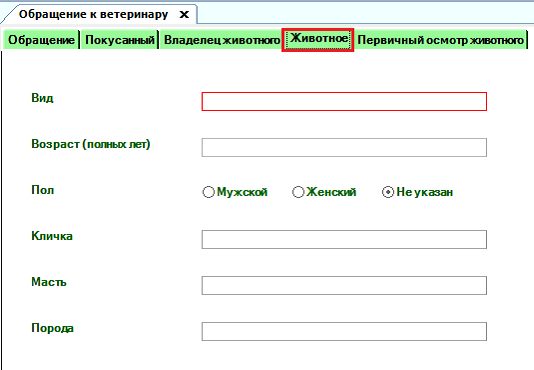 Обращение к ветеринару X
Обращение Покусанный Владелец животного Животное Первичный осмотр животного
Вид
Возраст (полных лет)
Пол Мужской Женский Не указан
Кличка
Масть
Порода